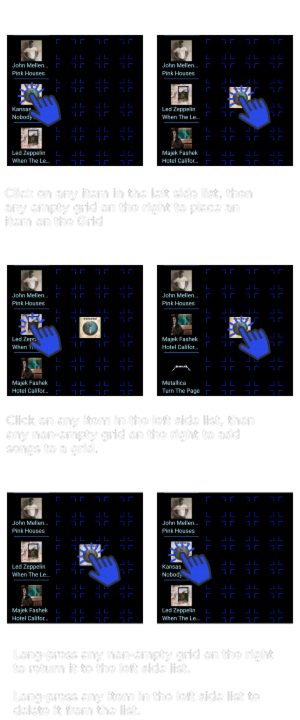 John Mellen..
Pink Houses
Kansas
Nobody
Led Zeppelin
When The Le...
John Mellen..
Pink Houses
Led Zeppelin
When The Le...
Majek Fashek
Hotel Califor...
Click on any item in the left side list, then
any empty grid on the right to place an
item on the Grid
John Mellen..
Pink Houses
Led Zep
When Th
Majek Fashek
Hotel Califor...
John Mellen..
Pink Houses
Majek Fashek
Hotel Califor...
Metallica
Turn The Page
Click on any item in the left side list, then
any non-empty grid on the right to add
songs to a grid.
John Mellen..
Pink Houses
Led Zeppelin
When The Le...
Majek Fashek
Hotel Califor...
John Mellen..
Pink Houses
Kansas
Nobody
Led Zeppelin
When The Le...
Long-press any non-empty grid on the right
to return it to the left side list.
Long-press any item in the left side list to
delete it from the list.